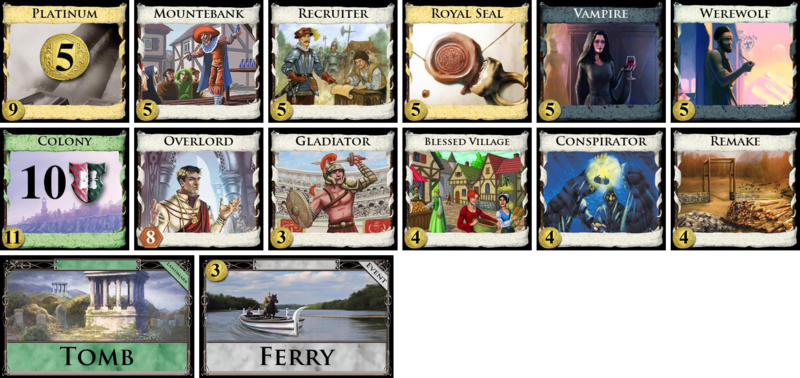 PLATINUM
5
9
MOUNTEBANK
5
RECRUITER
5
ROYAL SEAL
5
VAMPIRE
5
WEREWOLF
5
COLONY
10
11
OVERLORD
8
GLADIATOR
3
BLESSED VILLAGE
4
CONSPIRATOR
4
REMAKE
4
LANDMARK
TOMB
3
EVENT
FERRY